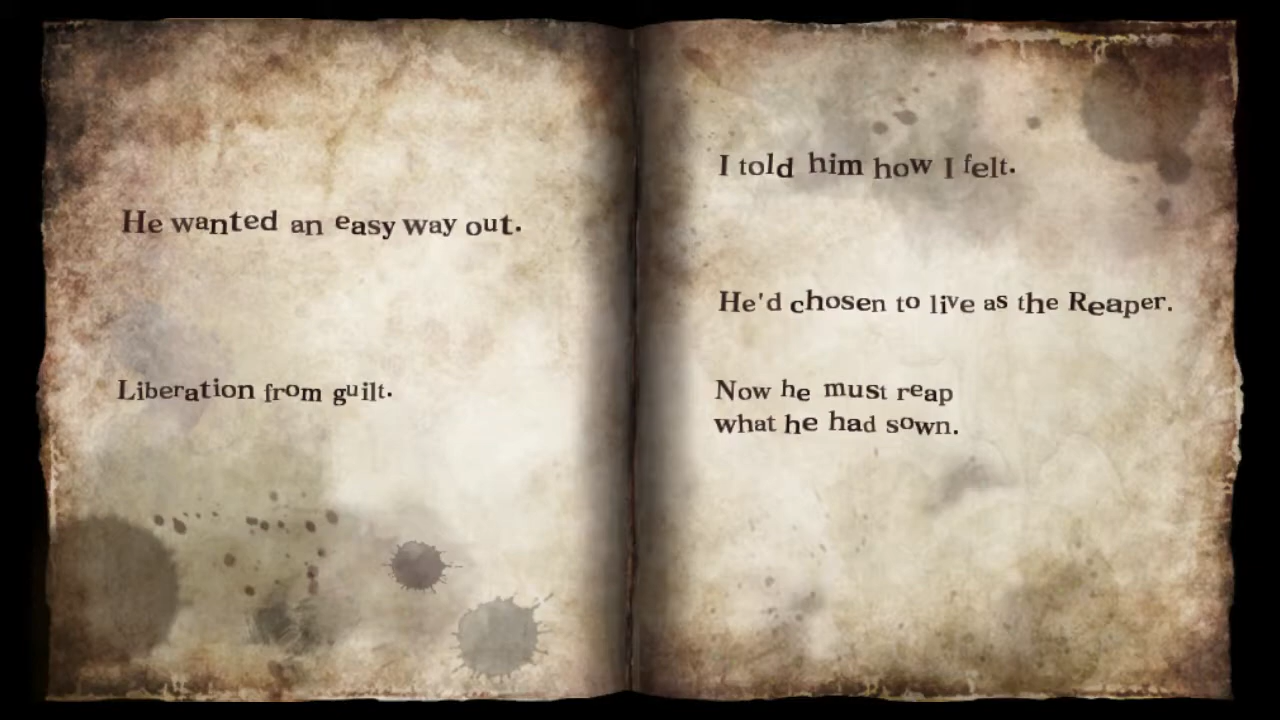 He wanted an easy way out.
Liberation from guilt.
I told him how I felt.
He'd chosen to live as the Reaper.
Now he must reap
what he had sown.